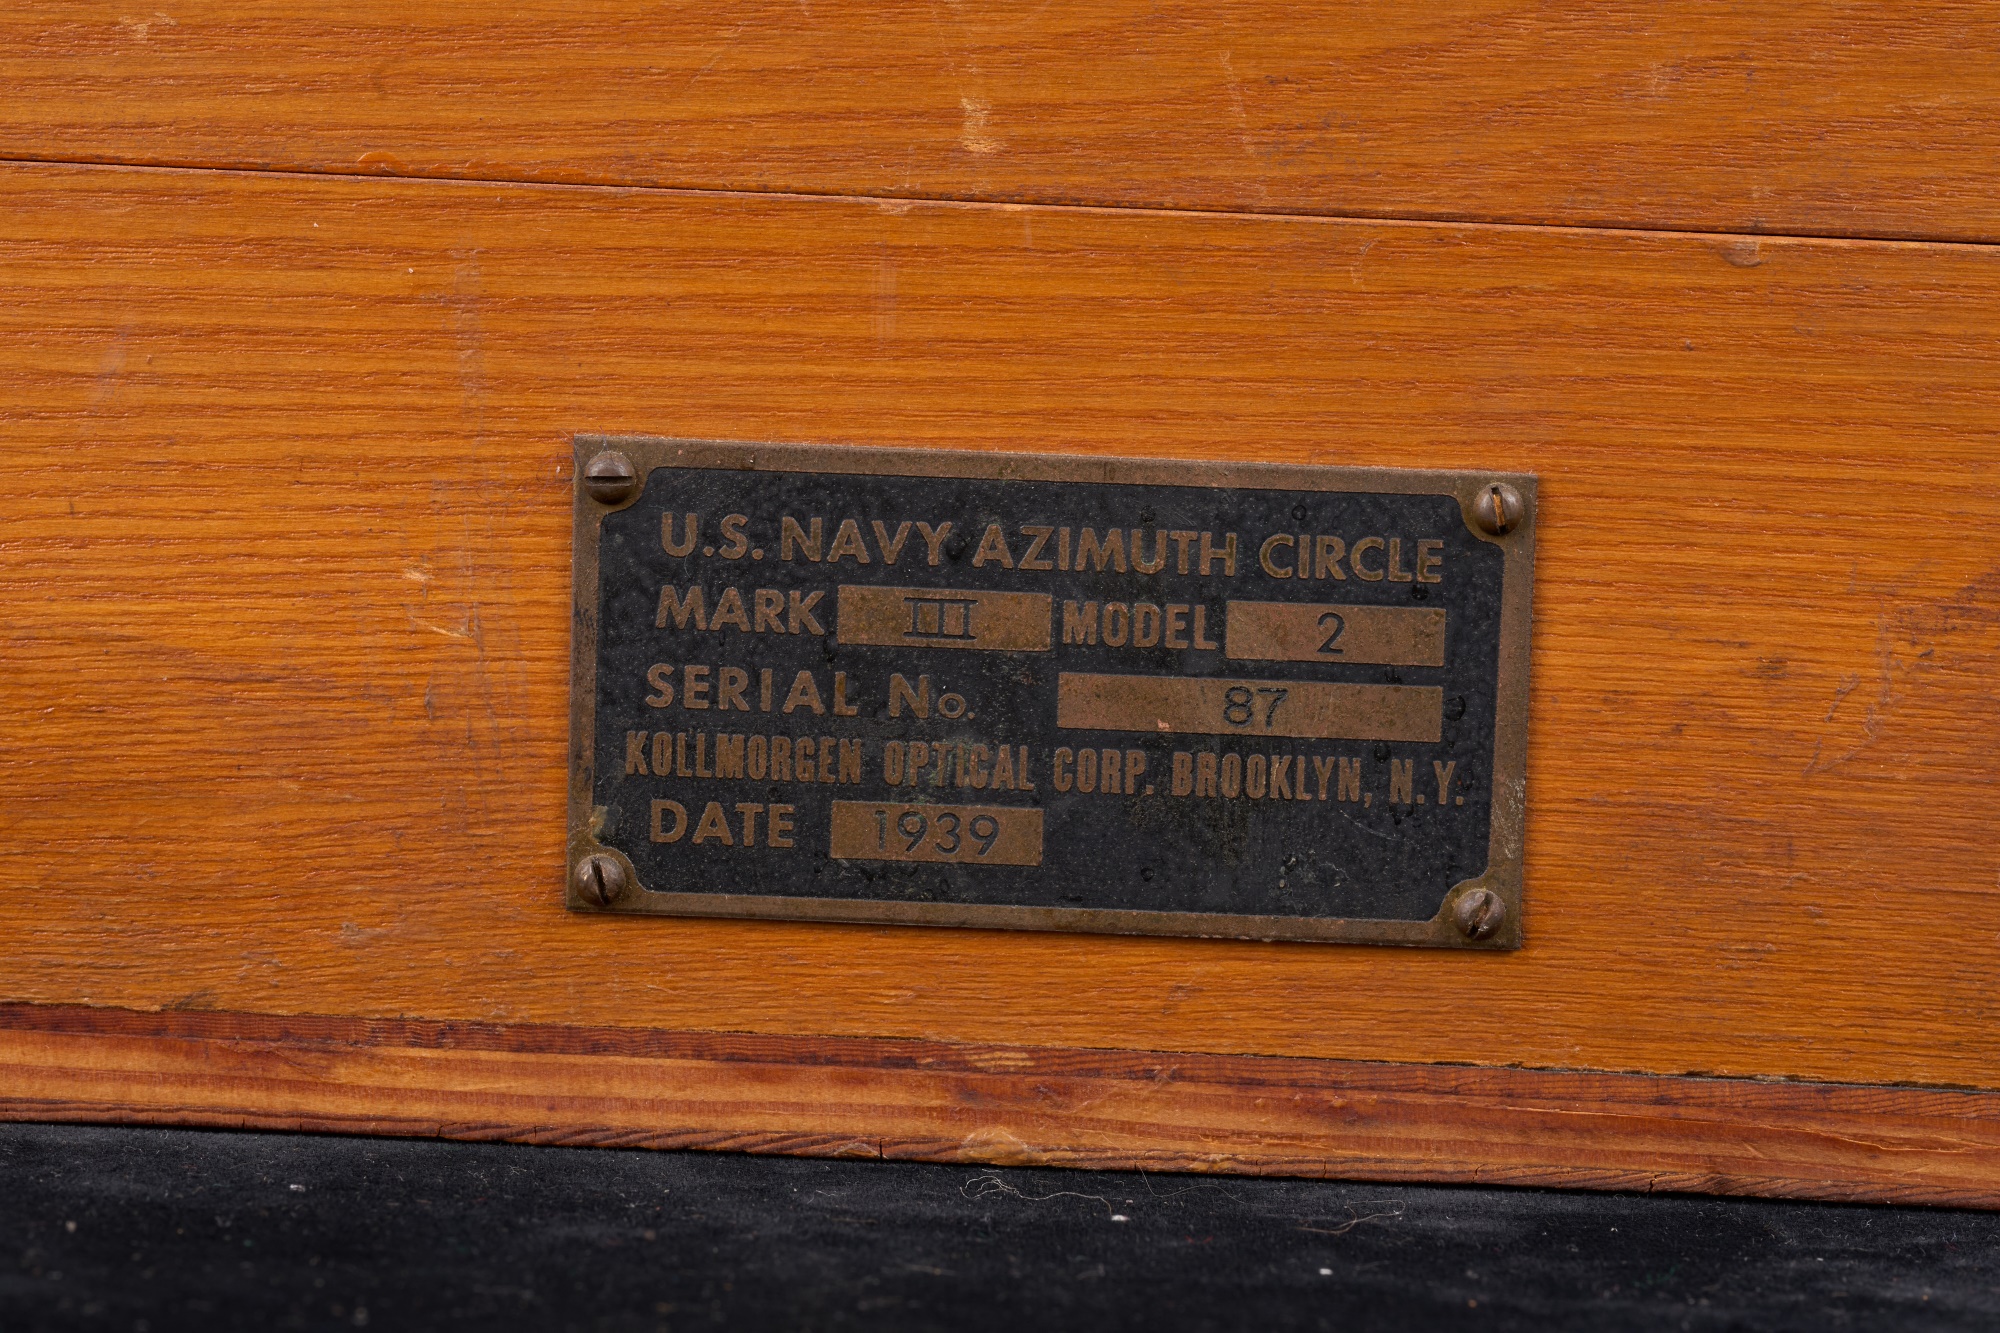 U.S. NAVY AZIMUTH CIRCLE
MARK III MODEL 2
SERIAL No. 87
KOLLMORGEN OPTICAL CORP. BROOKLYN, N.Y.
DATE 1939